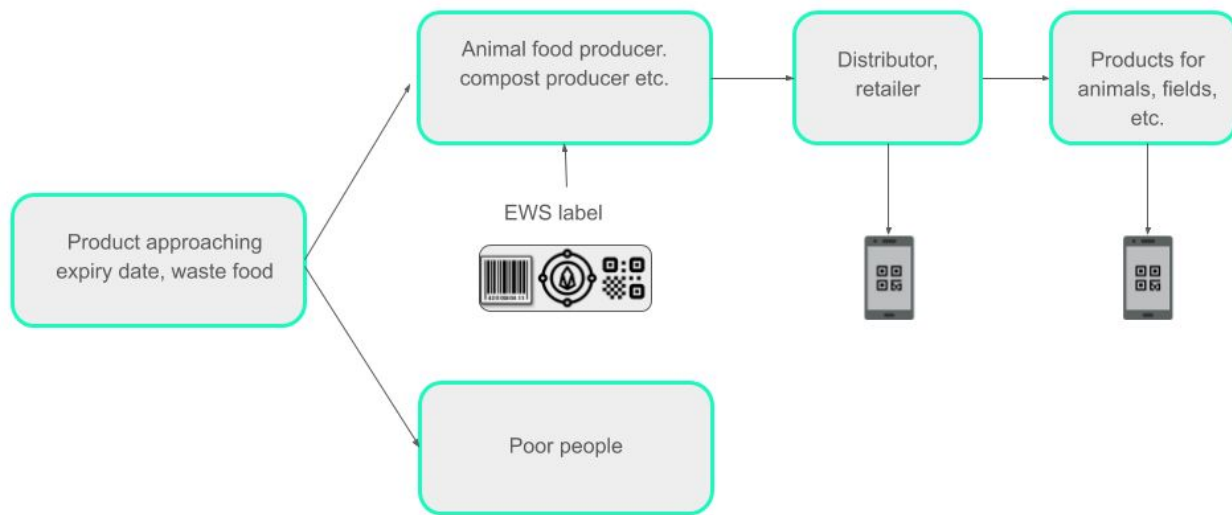 Animal food producer.
compost producer etc.
Distributor,
retailer
Products for
animals, fields,
etc.
EWS label
Product approaching
expiry date, waste food
Poor people